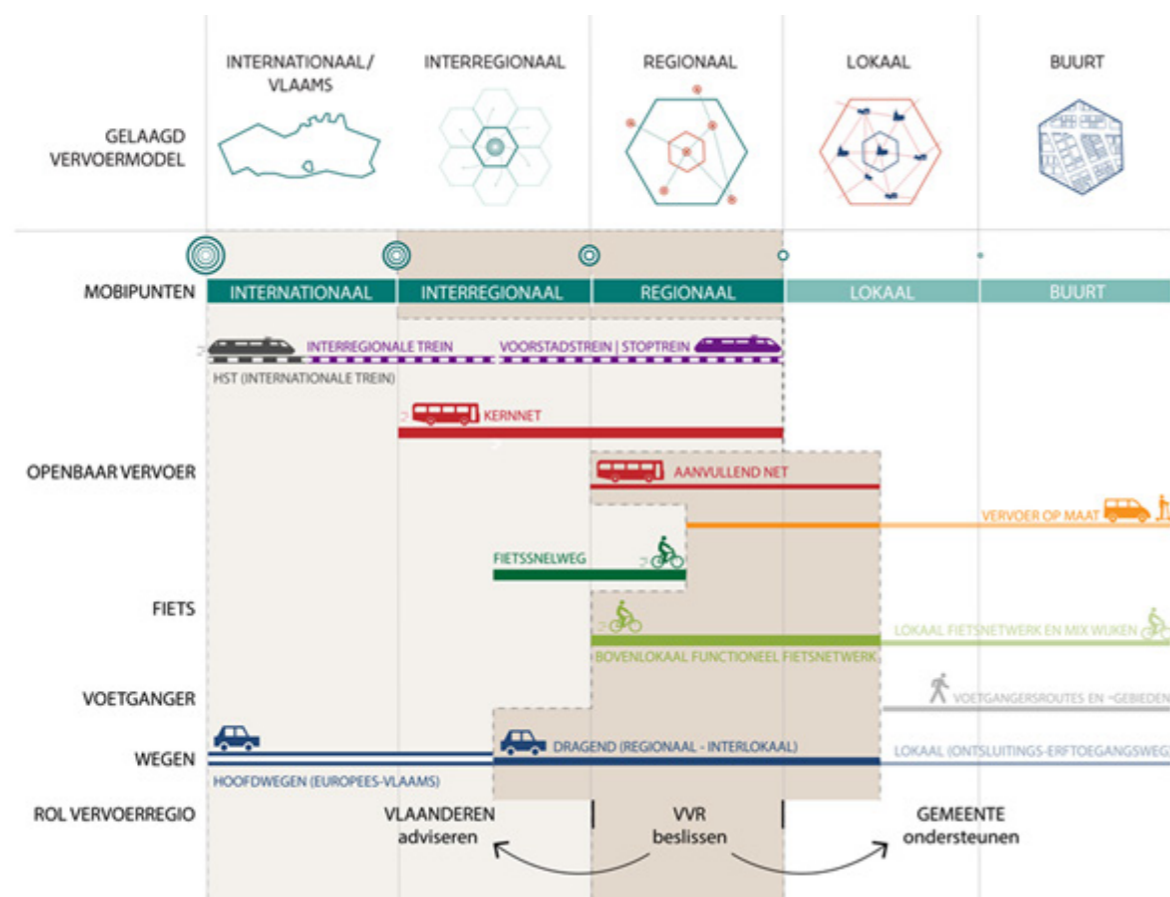 INTERNATIONAAL/
VLAAMS
INTERREGIONAAL
REGIONAAL
LOKAAL
BUURT
GELAAGD
VERVOERMODEL
MOBIPUNTEN
INTERNATIONAAL
INTERREGIONAAL
REGIONAAL
LOKAAL
BUURT
INTERREGIONALE TREIN
VOORSTADSTREIN | STOPTREIN
HST (INTERNATIONALE TREIN)
KERNNET
OPENBAAR VERVOER
AANVULLEND NET
VERVOER OP MAAT
FIETSSNELWEG
FIETS
LOKAAL FIETSNETWERK EN MIX WIJKEN
BOVENLOKAAL FUNCTIONEEL FIETSNETWERK
VOETGANGER
VOETGANGERSROUTES EN -GEBIEDEN
WEGEN
DRAGEND (REGIONAAL - INTERLOKAAL)
LOKAAL (ONTSLUITINGS-ERFTOEGANGSWEG
HOOFDWEGEN (EUROPEES-VLAAMS)
ROL VERVOERREGIO
VLAANDEREN
adviseren
VVR
beslissen
GEMEENTE
ondersteunen